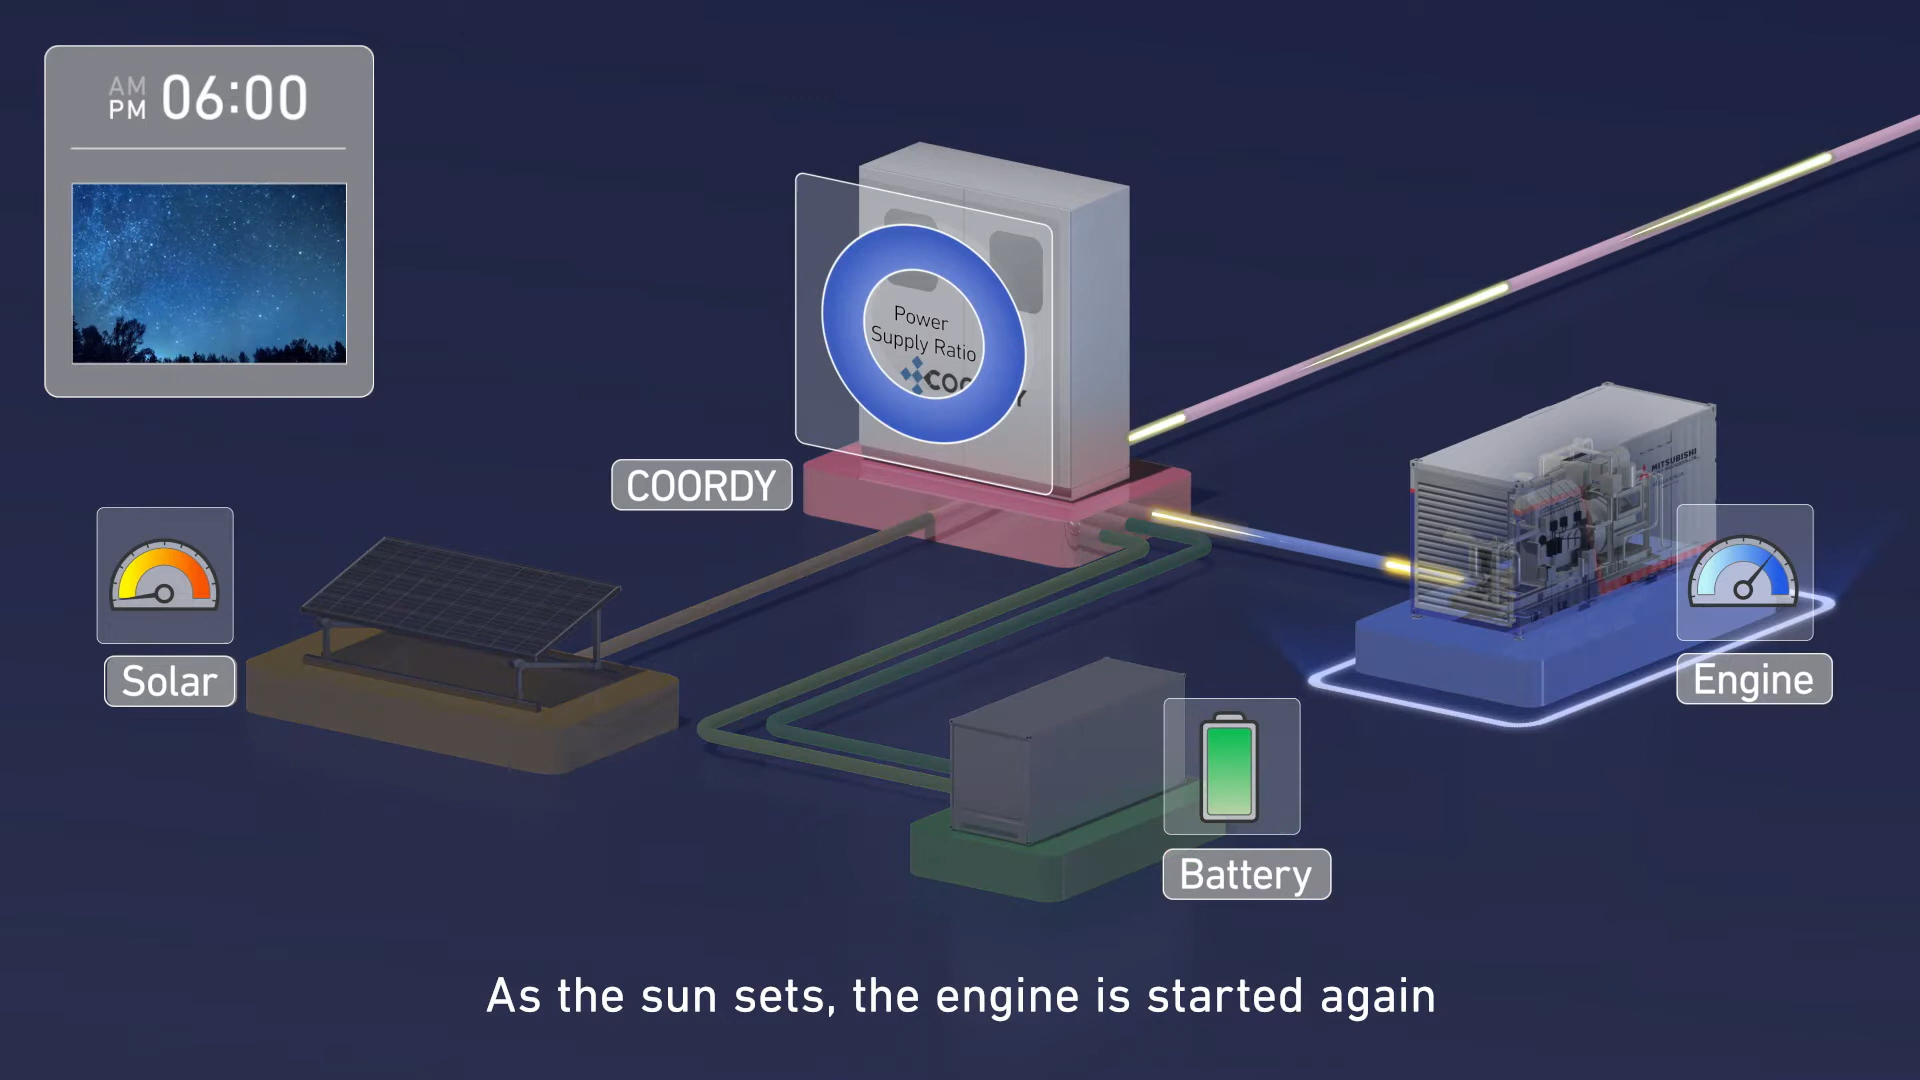 AM
PM 06:00
Power
Supply Ratio
COORDY
MITSUBISHI
Solar
Engine
Battery
As the sun sets, the engine is started again